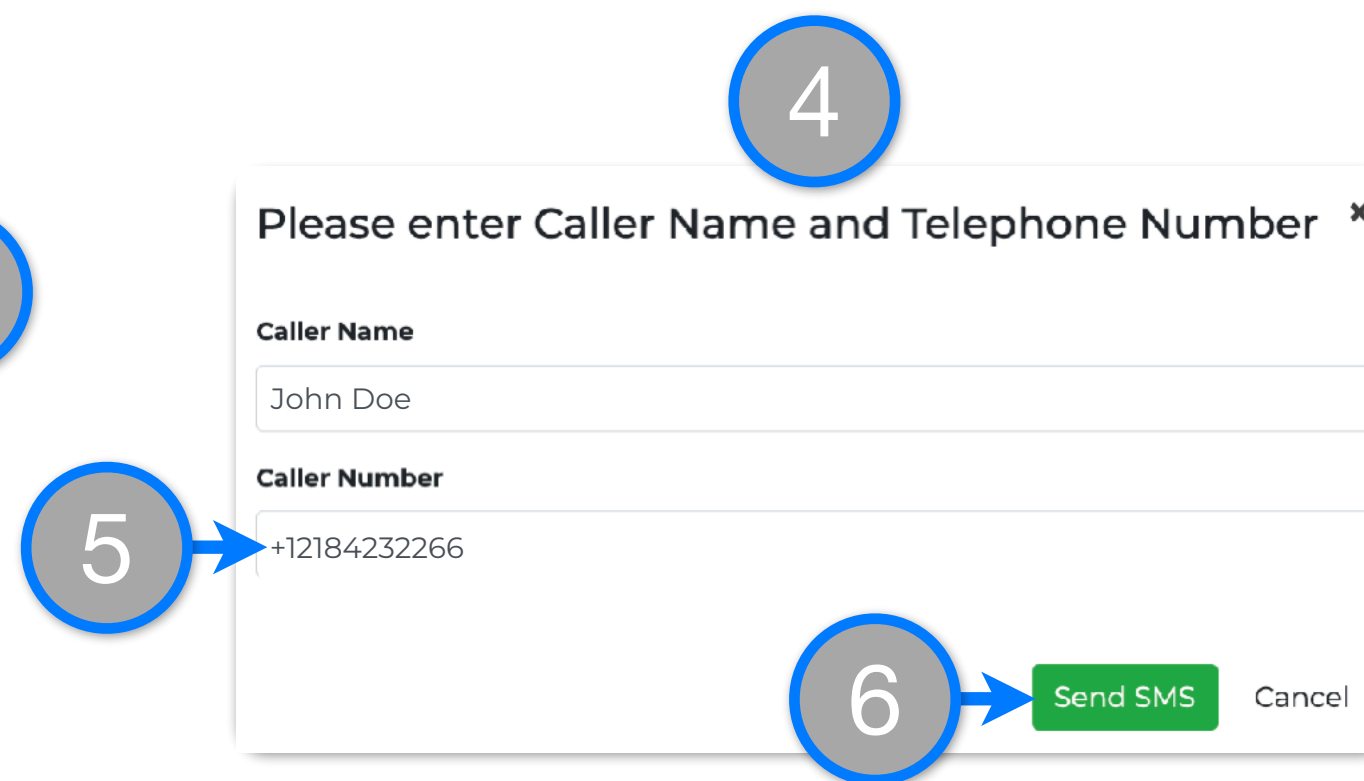 4
Please enter Caller Name and Telephone Number
Caller Name
John Doe
Caller Number
5
+12184232266
6
Send SMS Cancel